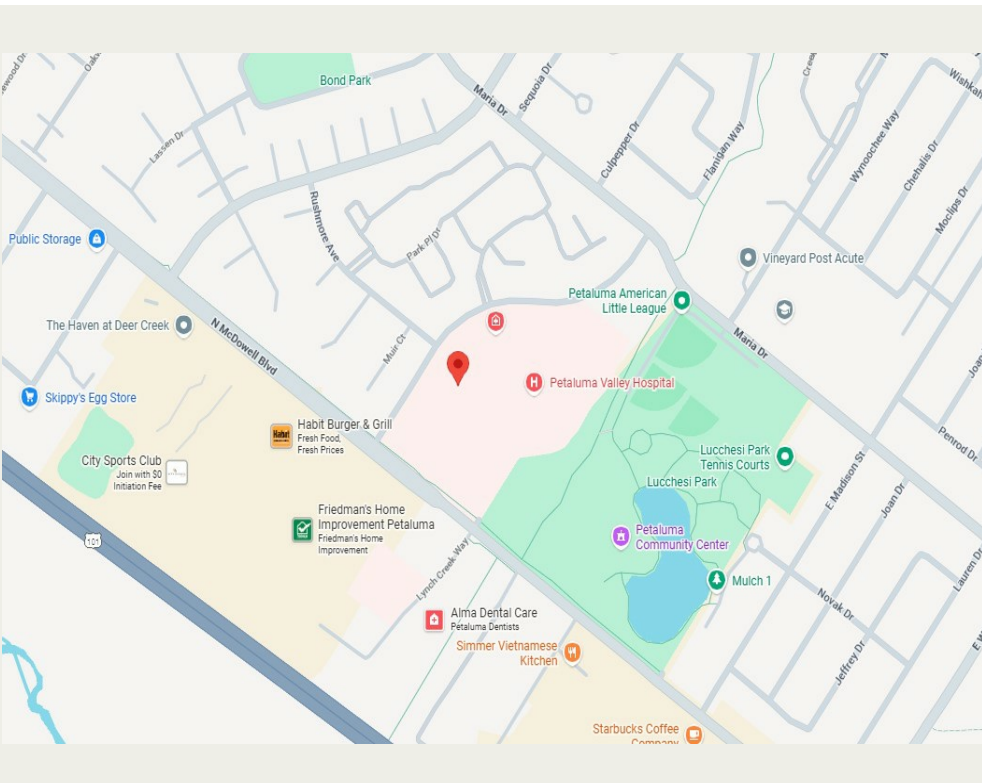 Bond Park
Maria Dr
Sequoia Dr
Wishkah
Lassen Dr
Culpepper Dr
Flanigan Way
Wynoochee Way
Chehalis Dr
Moclips Dr
Rushmore Ave
Park Pl Dr
Public Storage
Vineyard Post Acute
Petaluma American
Little League
The Haven at Deer Creek
N McDowell Blvd
Muir Ct
Maria Dr
Petaluma Valley Hospital
H
Skippy's Egg Store
Habit
Habit Burger & Grill
Fresh Food,
Fresh Prices
Penrod Dr
City Sports Club
Join with $0
Initiation Fee
Lucchesi Park
Tennis Courts
Lucchesi Park
E Madison St
Joan Dr
Friedman's Home
Improvement Petaluma
Friedman's Home
Improvement
101
Petaluma
Community Center
Lynch Creek Way
Mulch 1
Lauren Dr
Novak Dr
Alma Dental Care
Petaluma Dentists
Simmer Vietnamese
Kitchen
Jeffrey Dr
Starbucks Coffee
Company